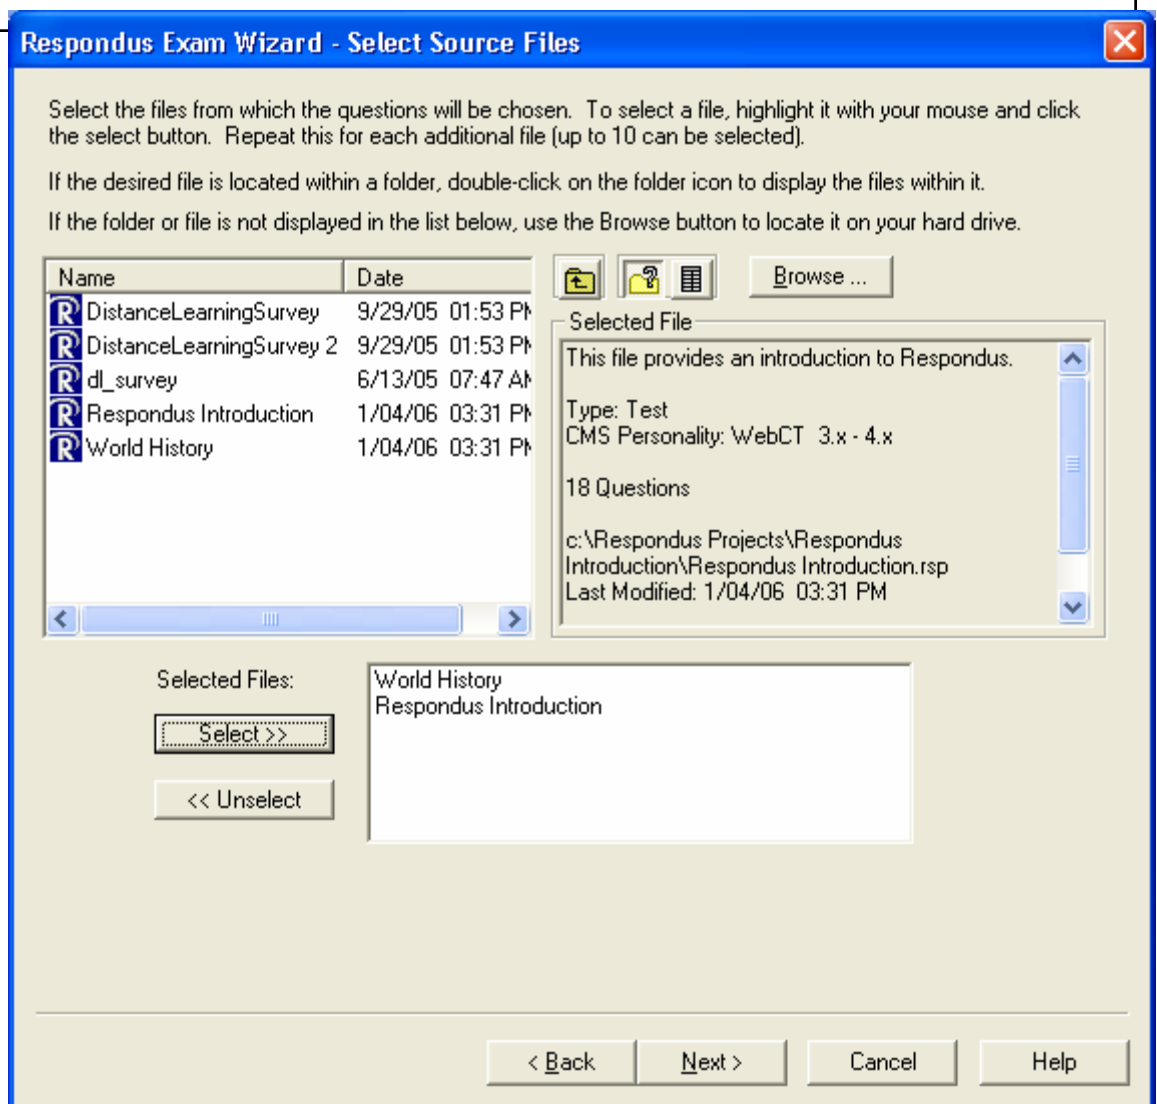 Respondus Exam Wizard - Select Source Files
Select the files from which the questions will be chosen. To select a file, highlight it with your mouse and click
the select button. Repeat this for each additional file (up to 10 can be selected).
If the desired file is located within a folder, double-click on the folder icon to display the files within it.
If the folder or file is not displayed in the list below, use the Browse button to locate it on your hard drive.
Name Date
R DistanceLearningSurvey 9/29/05 01:53 PM
R DistanceLearningSurvey 2 9/29/05 01:53 PM
R dl_survey 6/13/05 07:47 AM
R Respondus Introduction 1/04/06 03:31 PM
R World History 1/04/06 03:31 PM
Browse ...
Selected File
This file provides an introduction to Respondus.
Type: Test
CMS Personality: WebCT 3.x - 4.x
18 Questions
c:\Respondus Projects\Respondus
Introduction\Respondus Introduction.rsp
Last Modified: 1/04/06 03:31 PM
Selected Files:
Select >>
<< Unselect
World History
Respondus Introduction
< Back
Next >
Cancel
Help